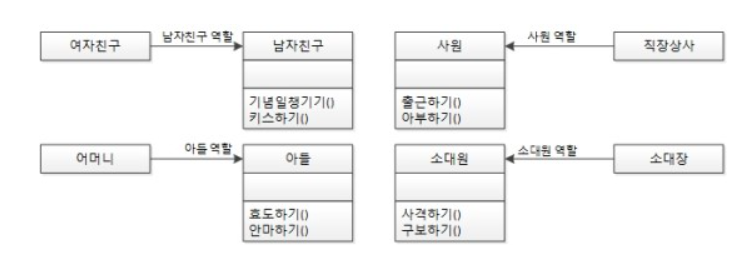 여자친구
남자친구 역할
남자친구
기념일챙기기()
키스하기()
사원
출근하기()
아부하기()
사원 역할
직장상사
어머니
아들 역할
아들
효도하기()
안마하기()
소대원
사격하기()
구보하기()
소대원 역할
소대장